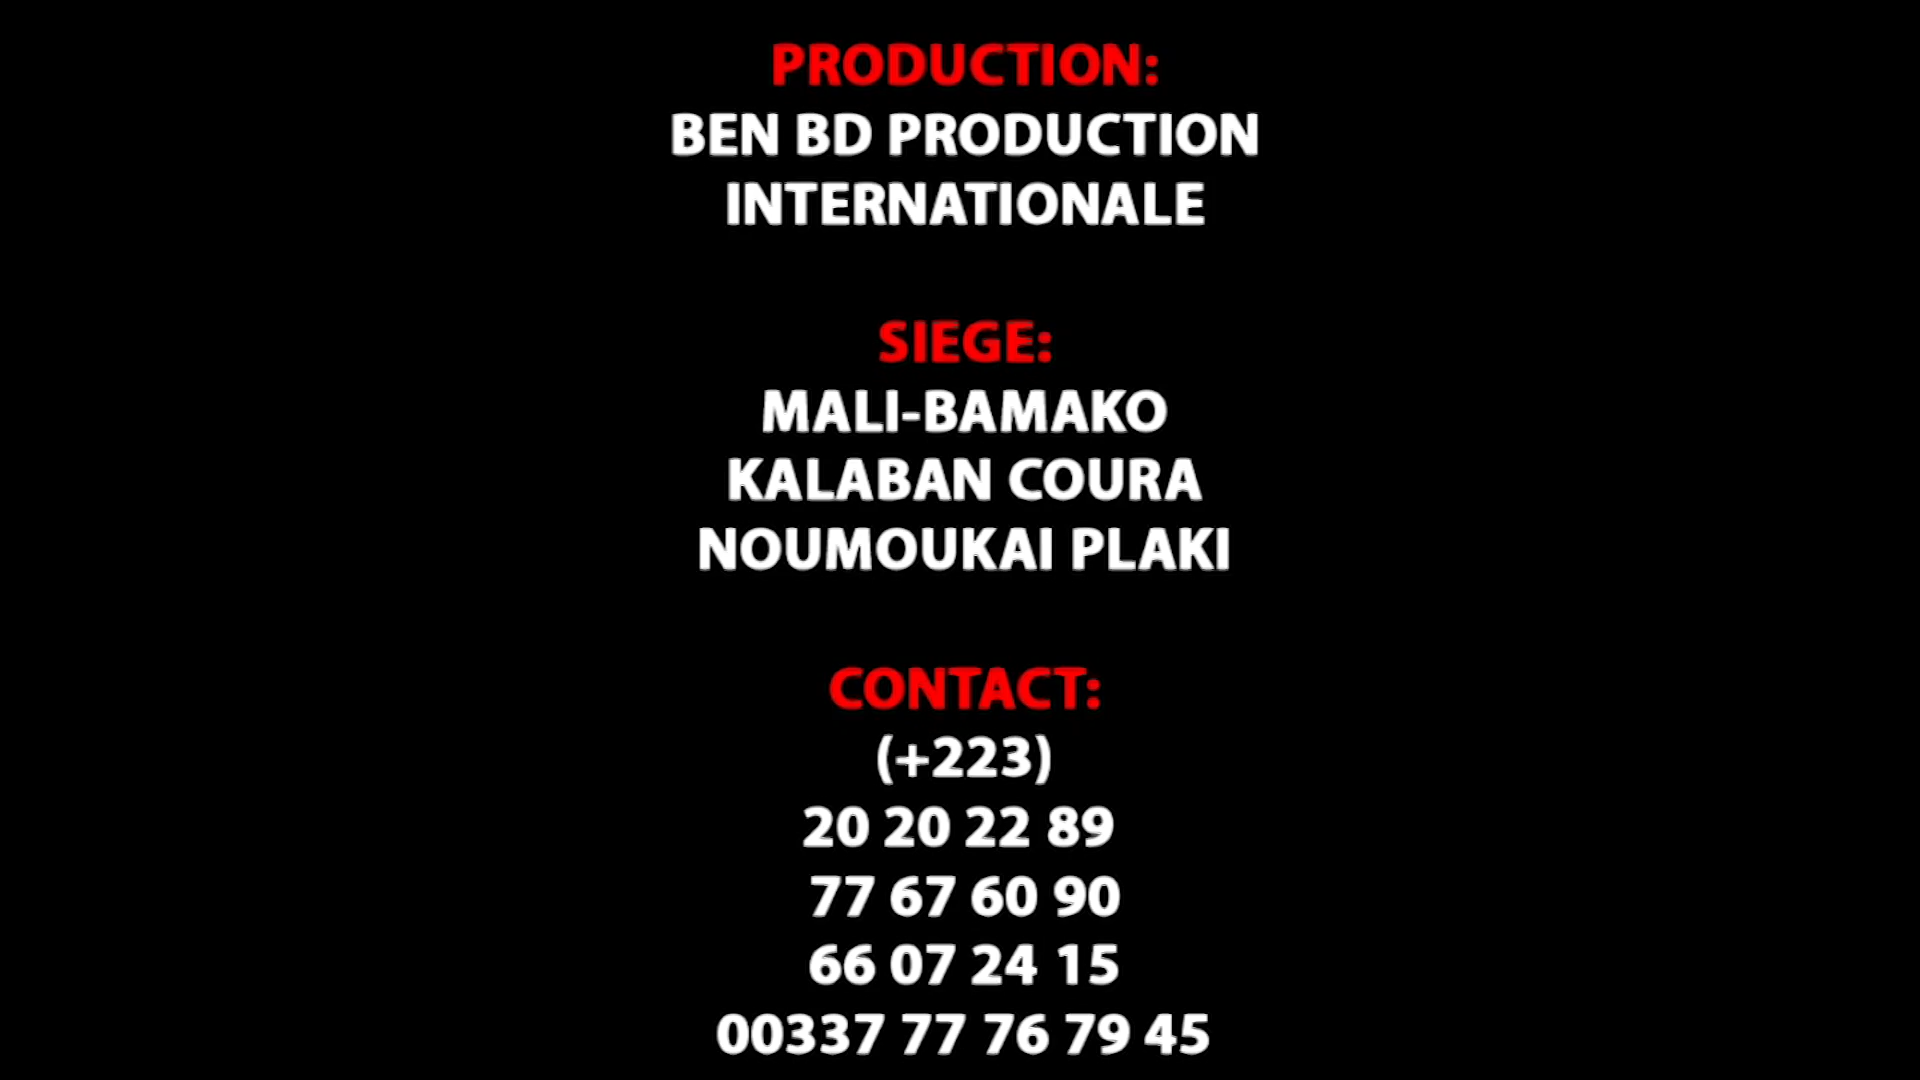 PRODUCTION:
BEN BD PRODUCTION
INTERNATIONALE
SIEGE:
MALI-BAMAKO
KALABAN COURA
NOUMOUKAI PLAKI
CONTACT:
(+223)
20 20 22 89
77 67 60 90
66 07 24 15
00337 77 76 79 45